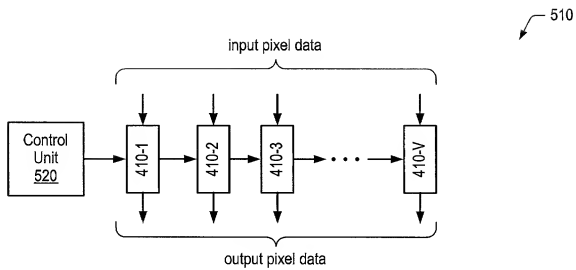 510
input pixel data
Control
Unit
520
410-1
410-2
410-3
410-V
output pixel data